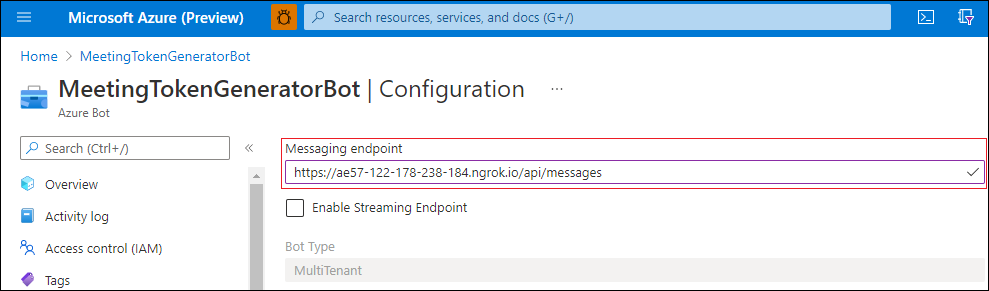 Microsoft Azure (Preview)
Search resources, services, and docs (G+/)
Home > MeetingTokenGeneratorBot
MeetingTokenGeneratorBot | Configuration ...
Azure Bot
Search (Ctrl+/)
«
Overview
Activity log
Access control (IAM)
Tags
Messaging endpoint
https://ae57-122-178-238-184.ngrok.io/api/messages
Enable Streaming Endpoint
Bot Type
MultiTenant